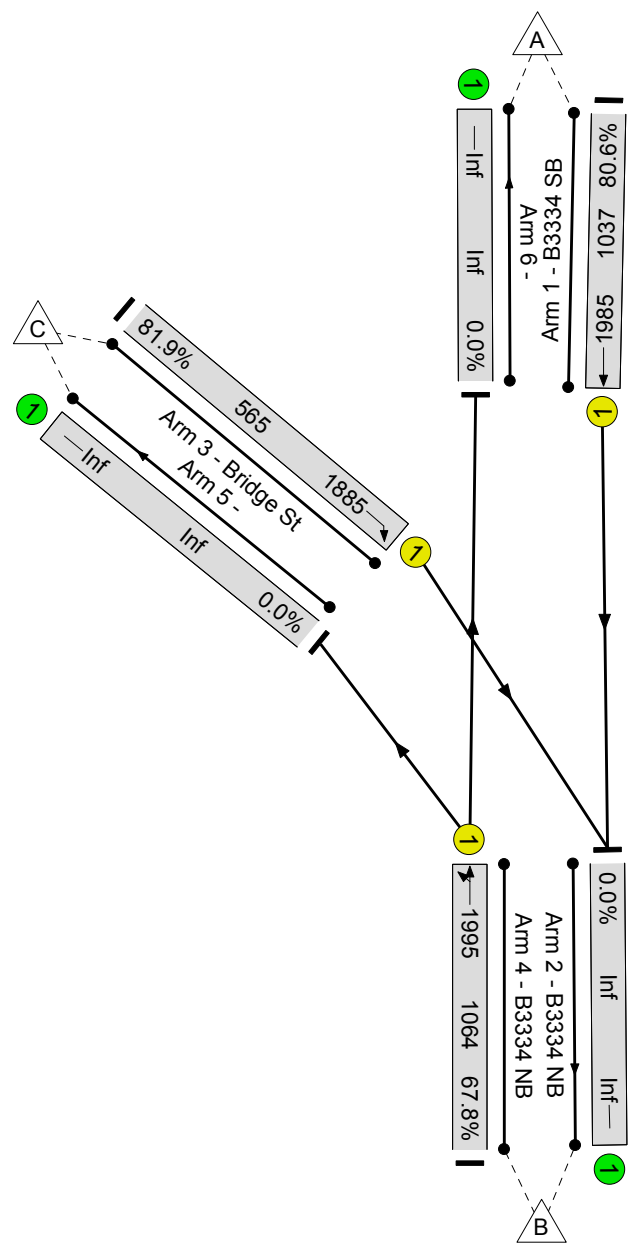 A
1
Inf
Inf
0.0%
Arm 6 -
Arm 1 - B3334 SB
80.6%
1037
1985
1
C
1
81.9%
565
1885
1
Arm 3 - Bridge St
Arm 5 -
Inf
Inf
0.0%
1
1995
1064
67.8%
Arm 4 - B3334 NB
Arm 2 - B3334 NB
0.0%
Inf
Inf
1
B